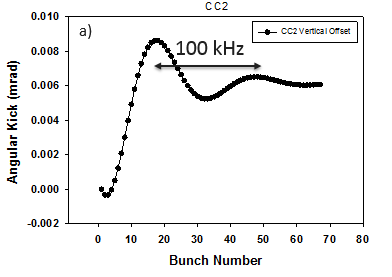 CC2
a)
CC2 Vertical Offset
100 kHz
Angular Kick (mrad)
0.010
0.008
0.006
0.004
0.002
0.000
-0.002
0 10 20 30 40 50 60 70 80
Bunch Number